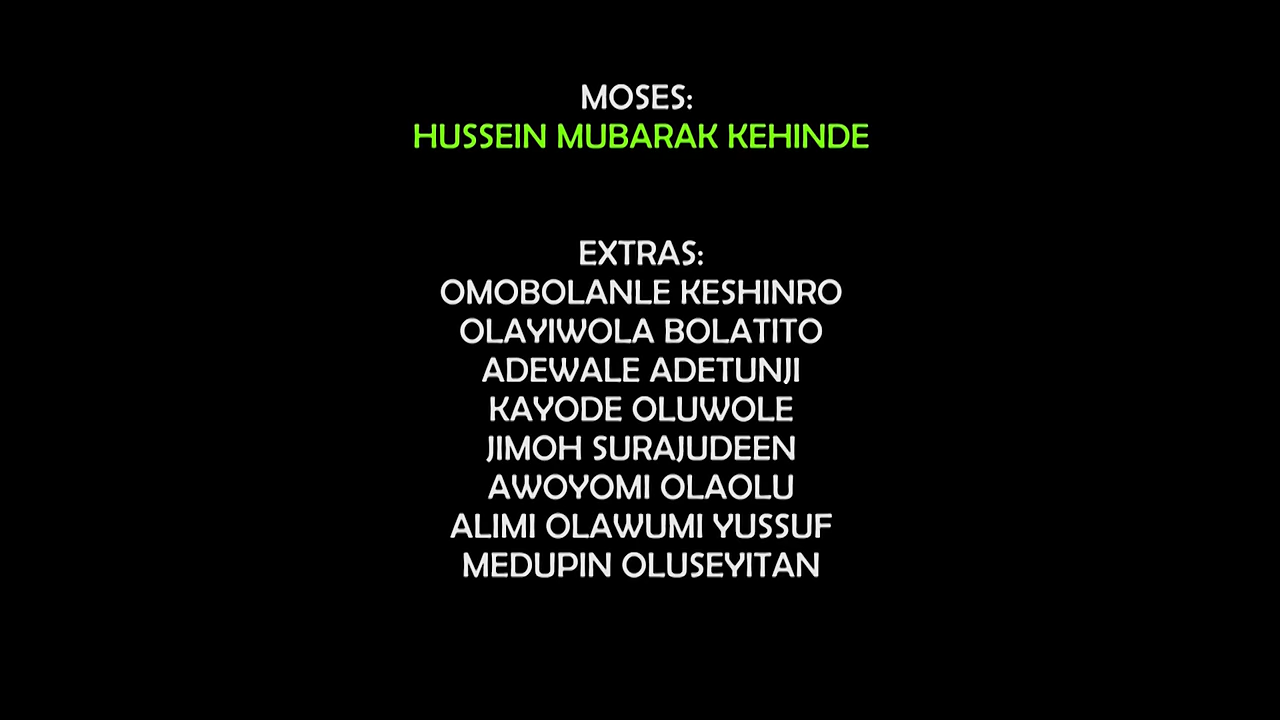 MOSES:
HUSSEIN MUBARAK KEHINDE
EXTRAS:
OMOBOLANLE KESHINRO
OLAYIWOLA BOLATITO
ADEWALE ADETUNJI
KAYODE OLUWOLE
JIMOH SURAJUDEEN
AWOYOMI OLAOLU
ALIMI OLAWUMI YUSSUF
MEDUPIN OLUSEYITAN